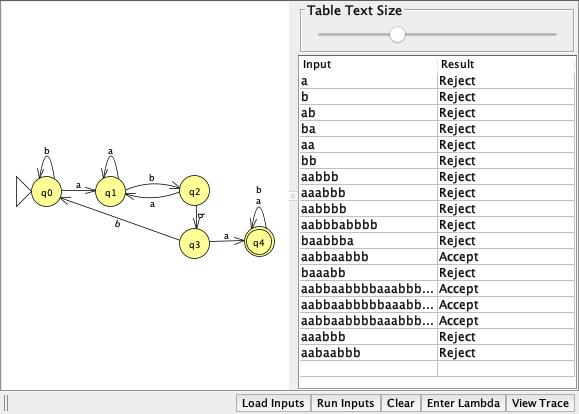 Table Text Size
Input Result
a Reject
b Reject
ab Reject
ba Reject
aa Reject
bb Reject
aabbb Reject
aaabbb Reject
aabbbb Reject
aabbbabbbb Reject
baabbba Reject
aabbaabbb Accept
baaabb Reject
aabbaabbbbaaabbb... Accept
aabbaabbbbbaaabb... Accept
aabbaabbbbaaabbb... Accept
aaabbb Reject
aabaabbb Reject
b
a
b
b
a
q0
a
q1
b
a
q2
b
b
q3
a
q4
Load Inputs Run Inputs Clear Enter Lambda View Trace